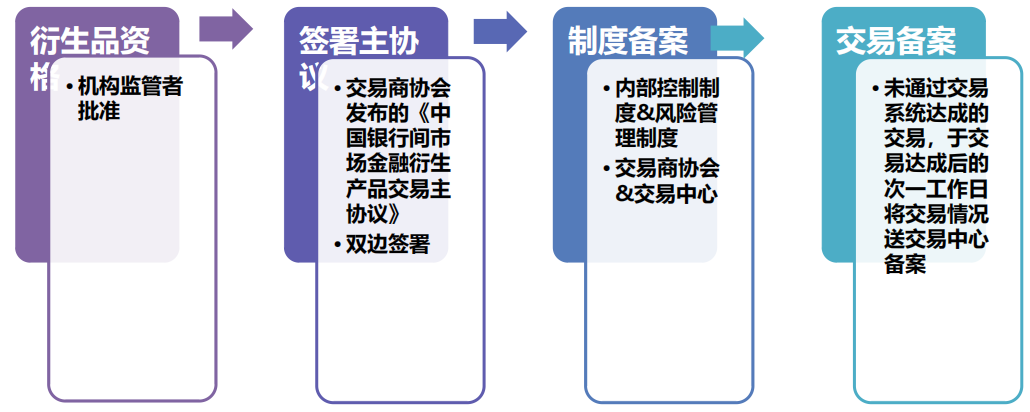 衍生品资
格
• 机构监管者
批准
签署主协
议
• 交易商协会
发布的《中
国银行间市
场金融衍生
产品交易主
协议》
• 双边签署
制度备案
• 内部控制制
度&风险管
理制度
• 交易商协会
&交易中心
交易备案
• 未通过交易
系统达成的
交易，于交
易达成后的
次一工作日
将交易情况
送交易中心
备案